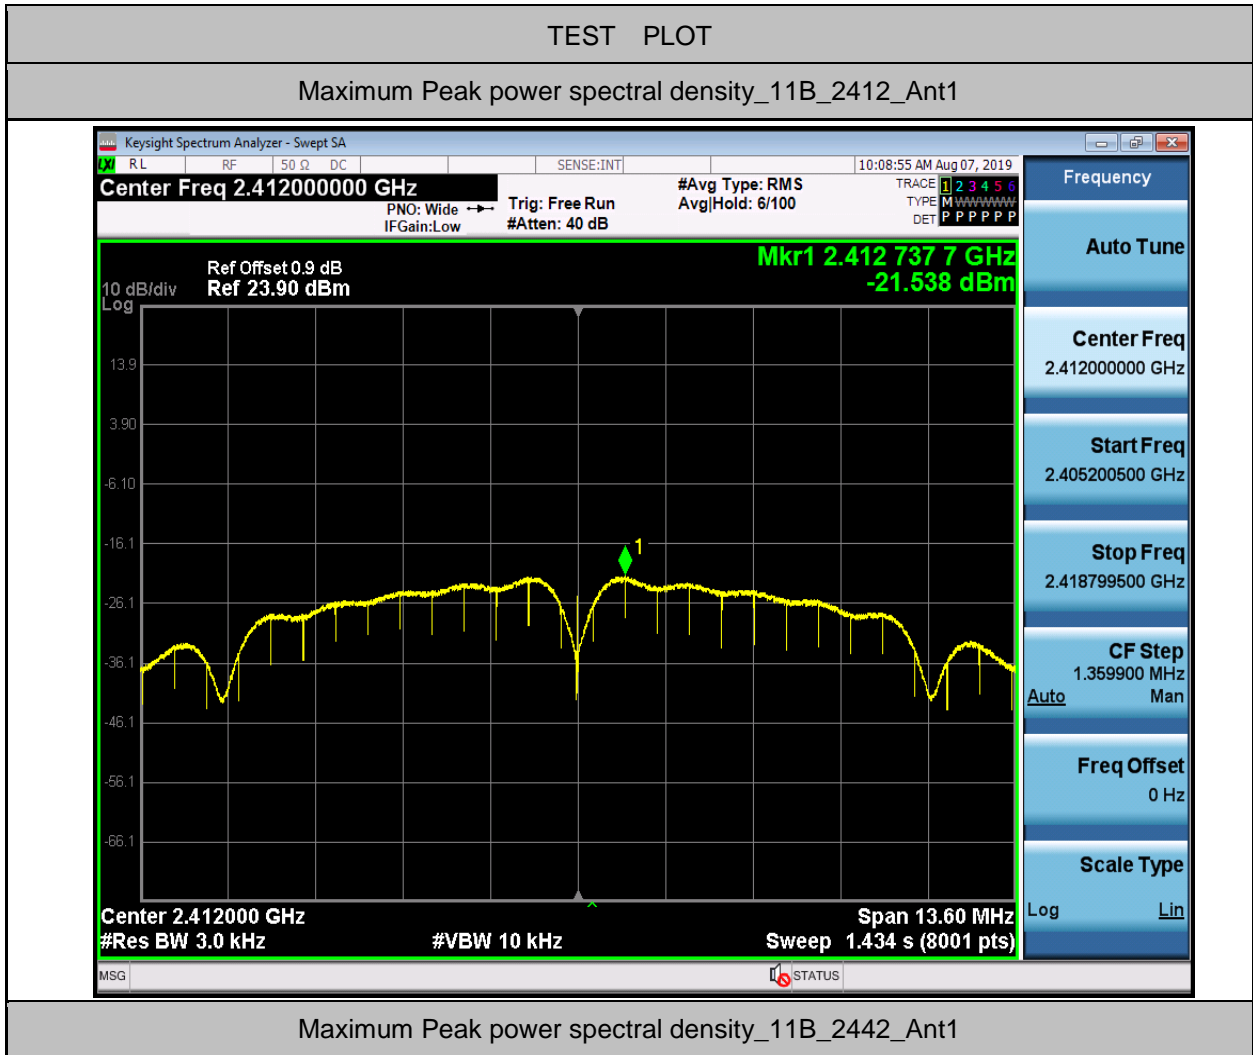 TEST PLOT
Maximum Peak power spectral density_11B_2412_Ant1
Keysight Spectrum Analyzer - Swept SA
LXI RL RF 50 Ω DC SENSE:INT 10:08:55 AM Aug 07, 2019
Center Freq 2.412000000 GHz
PNO: Wide
IFGain:Low
Trig: Free Run
#Atten: 40 dB
#Avg Type: RMS
Avg|Hold: 6/100
TRACE 1 2 3 4 5 6
TYPE M WWWWW
DET P P P P P P
Mkr1 2.412 737 7 GHz
-21.538 dBm
Ref Offset 0.9 dB
10 dB/div Ref 23.90 dBm
Log
13.9
3.90
-6.10
-16.1
-26.1
-36.1
-46.1
-56.1
-66.1
1
Center 2.412000 GHz
Span 13.60 MHz
#Res BW 3.0 kHz
#VBW 10 kHz
Sweep 1.434 s (8001 pts)
MSG
STATUS
Frequency
Auto Tune
Center Freq
2.412000000 GHz
Start Freq
2.405200500 GHz
Stop Freq
2.418799500 GHz
CF Step
1.359900 MHz
Auto Man
Freq Offset
0 Hz
Scale Type
Log Lin
Maximum Peak power spectral density_11B_2442_Ant1